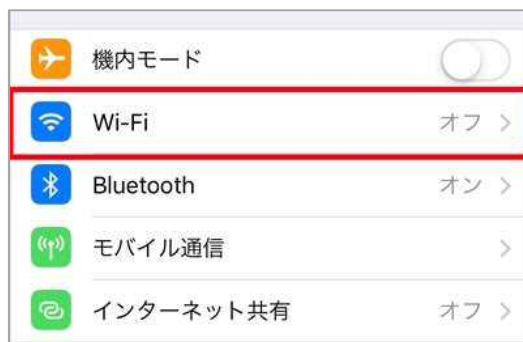 機内モード
Wi-Fi オフ
Bluetooth オン
モバイル通信
インターネット共有 オフ